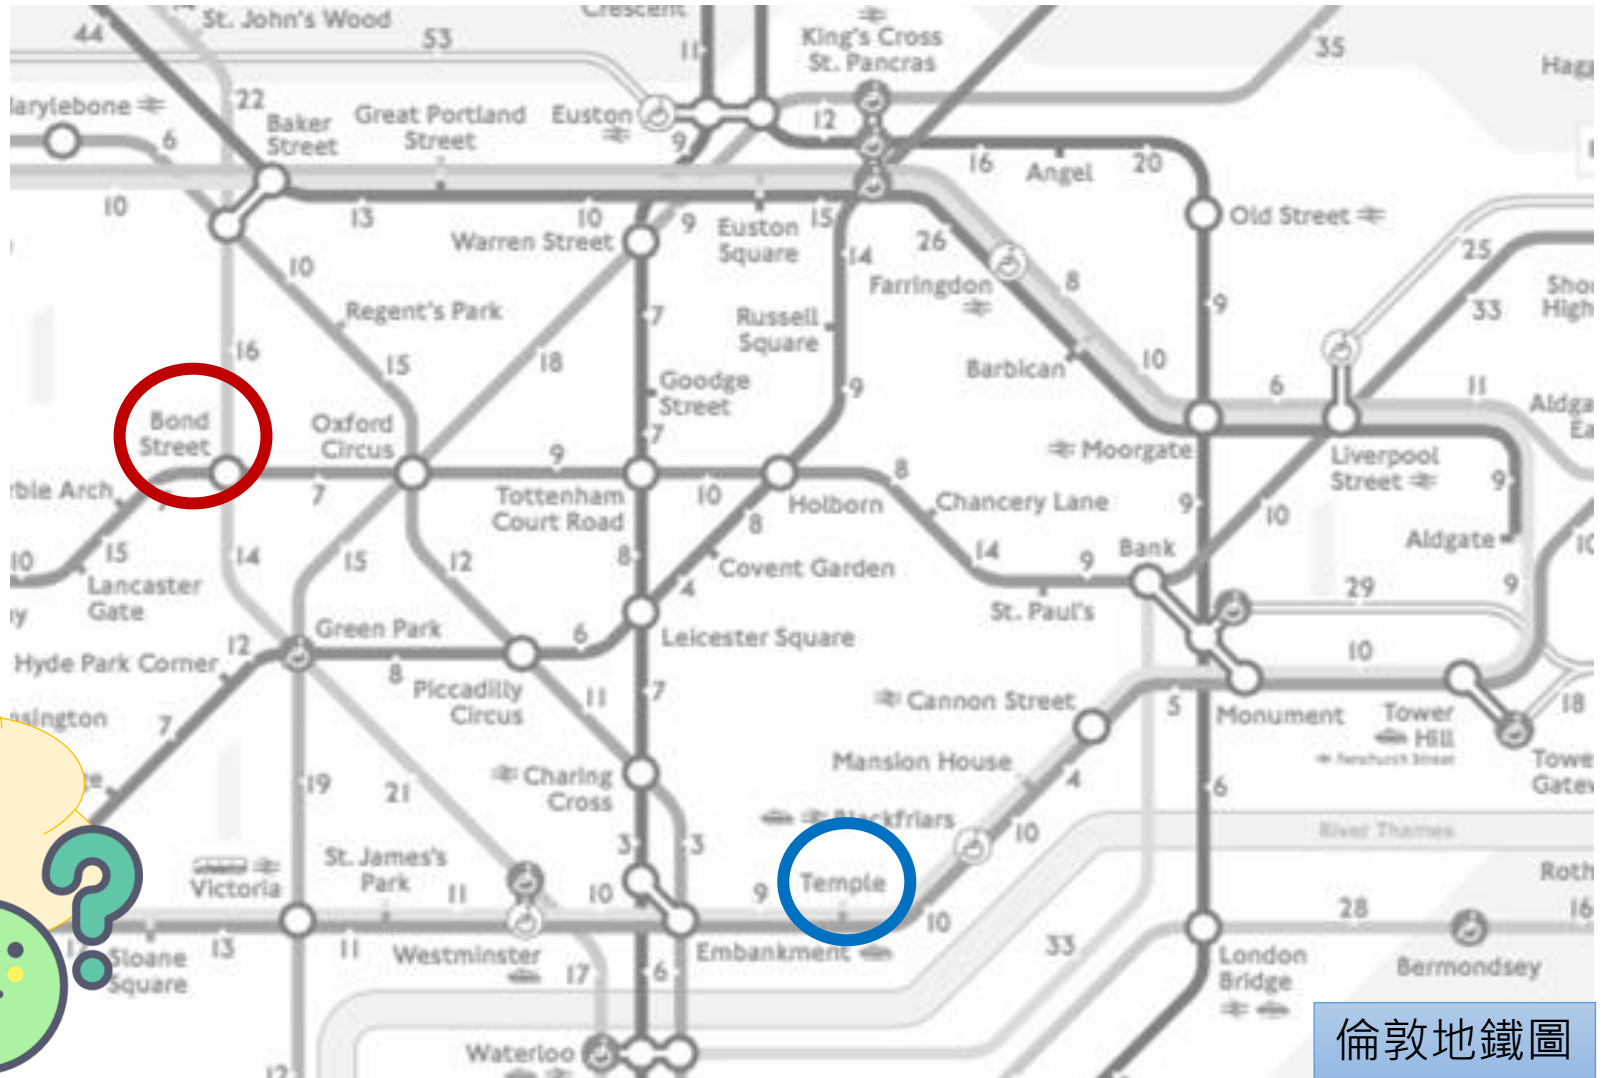 44
St. John's Wood
53
Crescent
11
King's Cross
St. Pancras
35
22
6
Baker
Street
Great Portland
Street
Euston
9
12
16
Angel
20
10
13
10
Warren Street
9
Euston
Square
15
26
14
Old Street
25
10
Regent's Park
Russell
Square
Farringdon
8
9
33
16
15
18
7
Goodge
Street
9
Barbican
10
6
11
Bond
Street
Oxford
Circus
7
Moorgate
Liverpool
Street
9
7
9
Tottenham
Court Road
10
Holborn
8
Chancery Lane
9
10
Aldgate
10
15
Lancaster
Gate
14
15
12
8
8
Covent Garden
4
14
9
Bank
St. Paul's
29
9
Green Park
12
Hyde Park Corner
8
Piccadilly
Circus
6
Leicester Square
10
7
11
7
Cannon Street
5
Monument
Tower
Hill
18
19
21
Charing
Cross
Mansion House
4
6
3
3
Blackfriars
10
River Thames
Victoria
St. James's
Park
11
10
9
Temple
10
28
16
Sloane
Square
13
11
Westminster
17
6
Embankment
33
London
Bridge
Bermondsey
Waterloo
12
倫敦地鐵圖